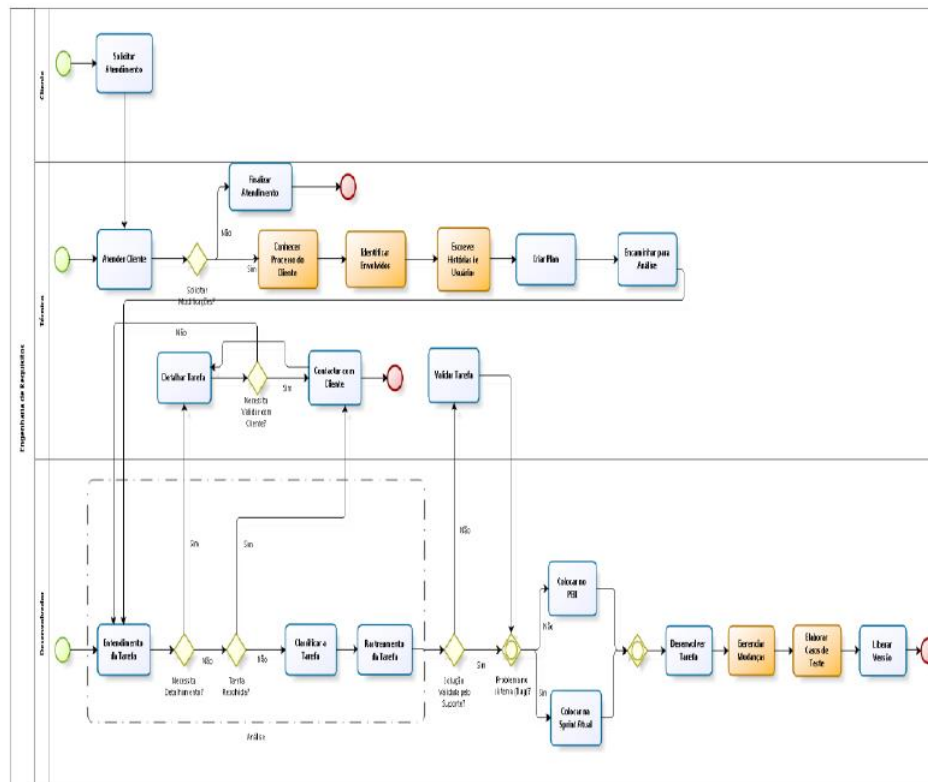 Engenharia de Requisitos
Cliente
Solicitar
Atendimento
Técnico
Finalizar
Atendimento
Não
Atender Cliente
Solicitar
Modificações?
Sim
Conhecer
Processo do
Cliente
Identificar
Envolvidos
Escrever
Histórias de
Usuários
Criar Plan
Encaminhar para
Análise
Não
Detalhar Tarefa
Necessita
Validar com
Cliente?
Sim
Contactar com
Cliente
Validar Tarefa
Desenvolvedor
Sim
Sim
Não
Entendimento
da Tarefa
Necessita
Detalhamento?
Não
Tarefa
Resolvida?
Não
Classificar a
Tarefa
Rastreamento
da Tarefa
Análise
Solução
Validada pelo
Suporte?
Sim
Problema no
sistema (Bug)?
Não
Sim
Colocar no
PBI
Colocar na
Sprint Atual
Desenvolver
Tarefa
Gerenciar
Mudanças
Elaborar
Casos de
Teste
Liberar
Versão